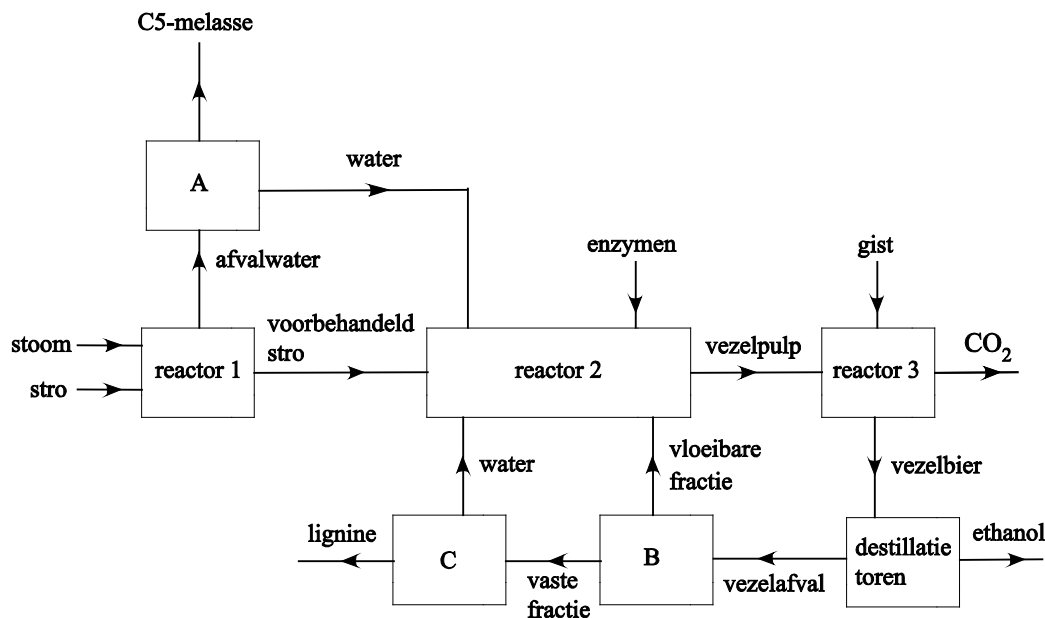 C5-melasse
A
water
afvalwater
enzymen
gist
stoom
stro
reactor 1
voorbehandeld
stro
reactor 2
vezelpulp
reactor 3
CO2
water
vloeibare
fractie
vezelbier
lignine
C
vaste
fractie
B
vezelafval
destillatie
toren
ethanol